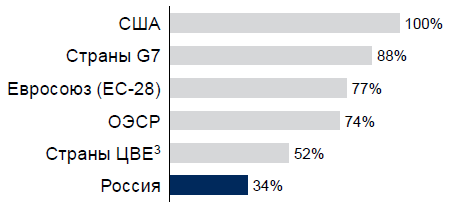 США 100%
Страны G7 88%
Евросоюз (ЕС-28) 77%
ОЭСР 74%
Страны ЦВЕ³ 52%
Россия 34%